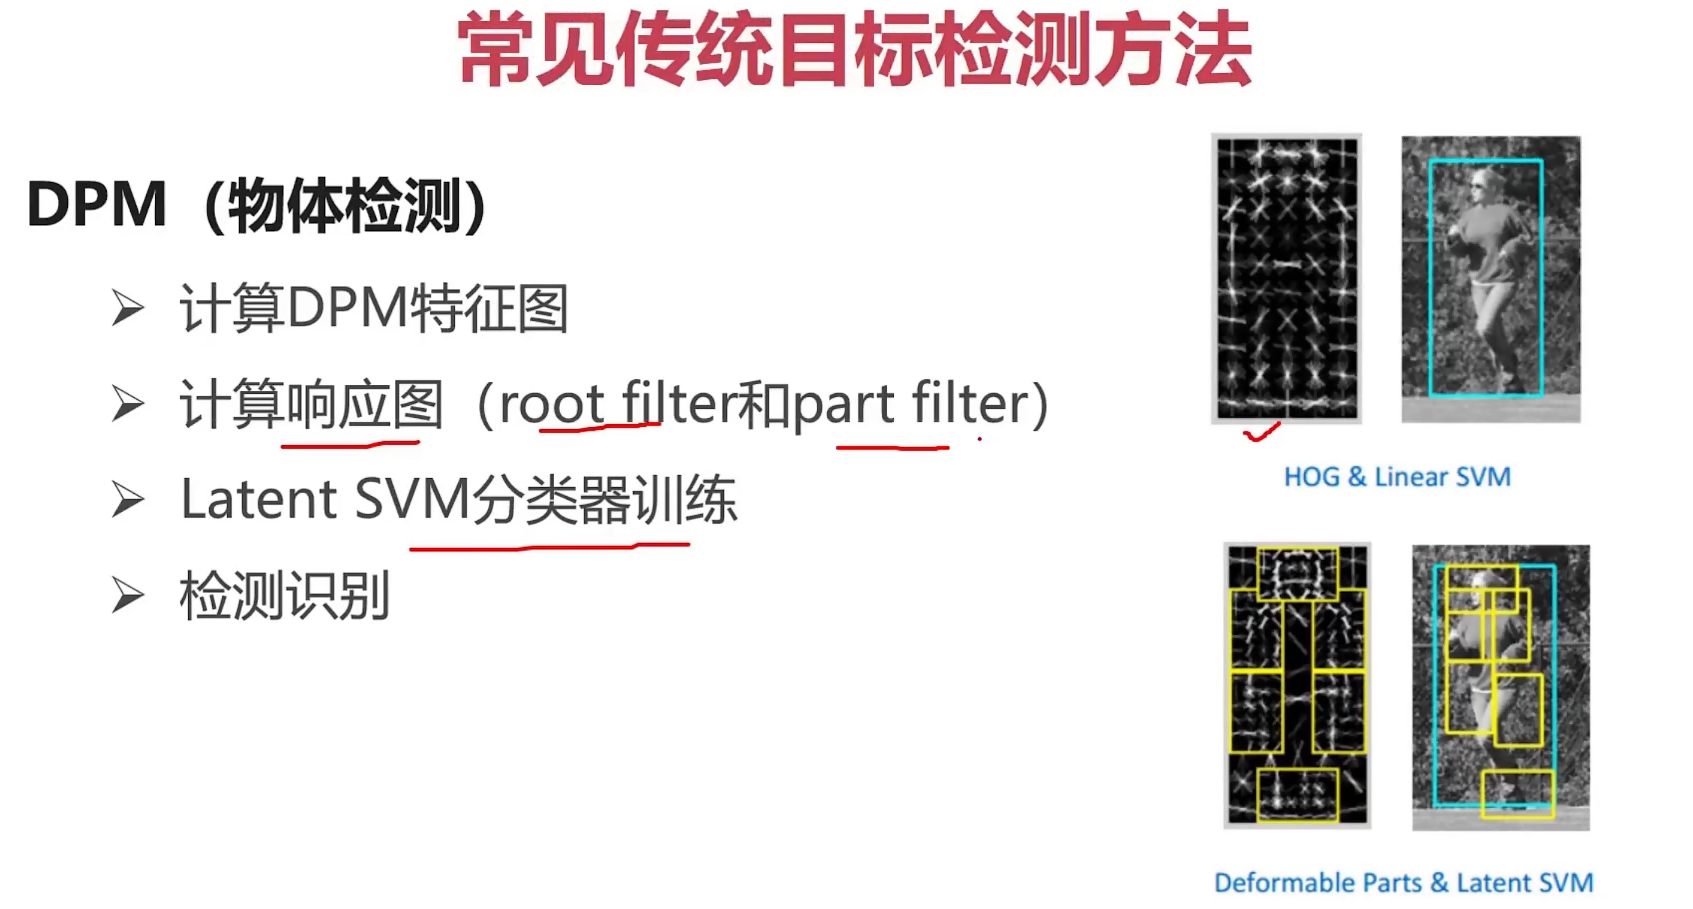 常见传统目标检测方法
DPM（物体检测）
计算DPM特征图
计算响应图（root filter和part filter）
Latent SVM分类器训练
检测识别
HOG & Linear SVM
Deformable Parts & Latent SVM